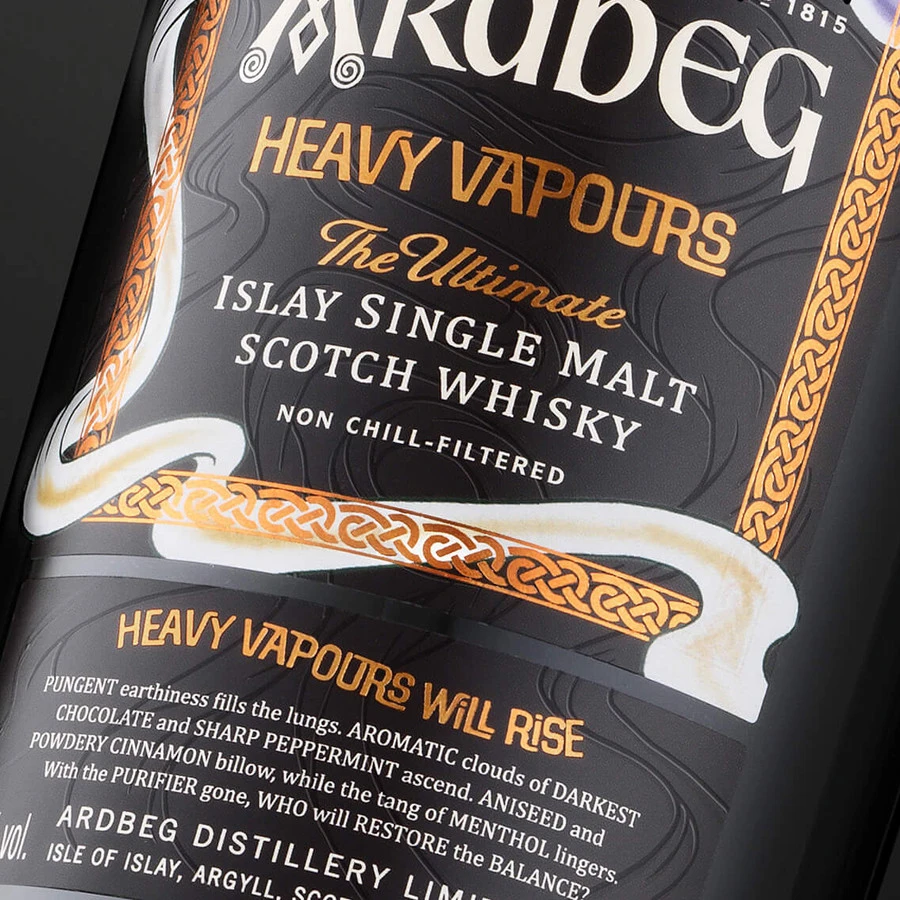 1815
ARDBEG
HEAVY VAPOURS
The Ultimate
ISLAY SINGLE MALT
SCOTCH WHISKY
NON CHILL-FILTERED
HEAVY VAPOURS WiLL RiSE
PUNGENT earthiness fills the lungs. AROMATIC clouds of DARKEST
CHOCOLATE and SHARP PEPPERMINT ascend. ANISEED and
POWDERY CINNAMON billow, while the tang of MENTHOL lingers.
With the PURIFIER gone, WHO will RESTORE the BALANCE?
vol.
ARDBEG DISTILLERY
ISLE OF ISLAY, ARGYLL,